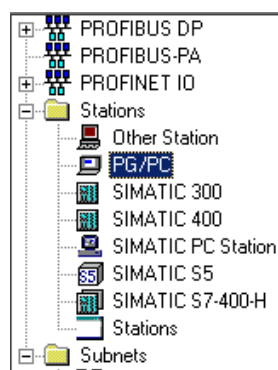 PROFIBUS DP
PROFIBUS-PA
PROFINET IO
Stations
Other Station
PG/PC
SIMATIC 300
SIMATIC 400
SIMATIC PC Station
S5 SIMATIC S5
SIMATIC S7-400-H
Stations
Subnets